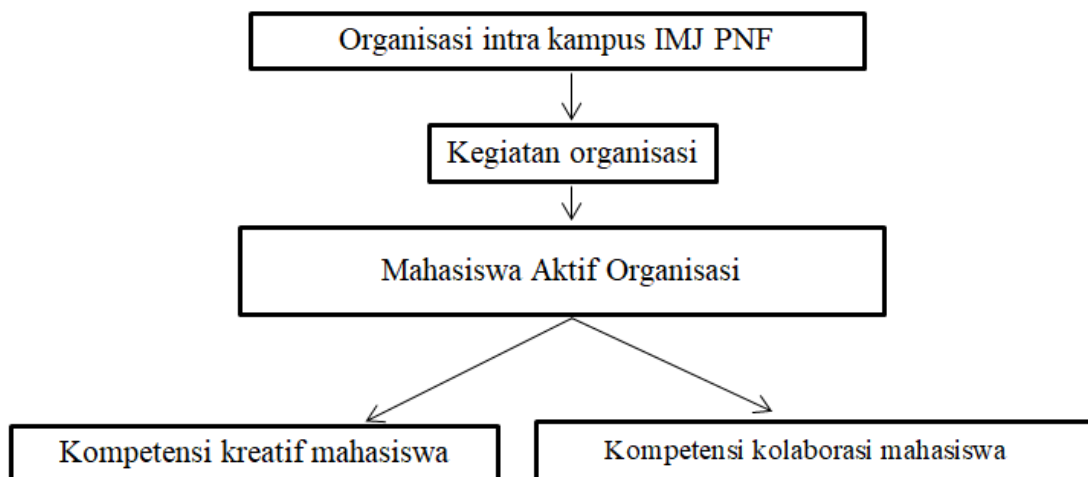 Organisasi intra kampus IMJ PNF
Kegiatan organisasi
Mahasiswa Aktif Organisasi
Kompetensi kreatif mahasiswa
Kompetensi kolaborasi mahasiswa